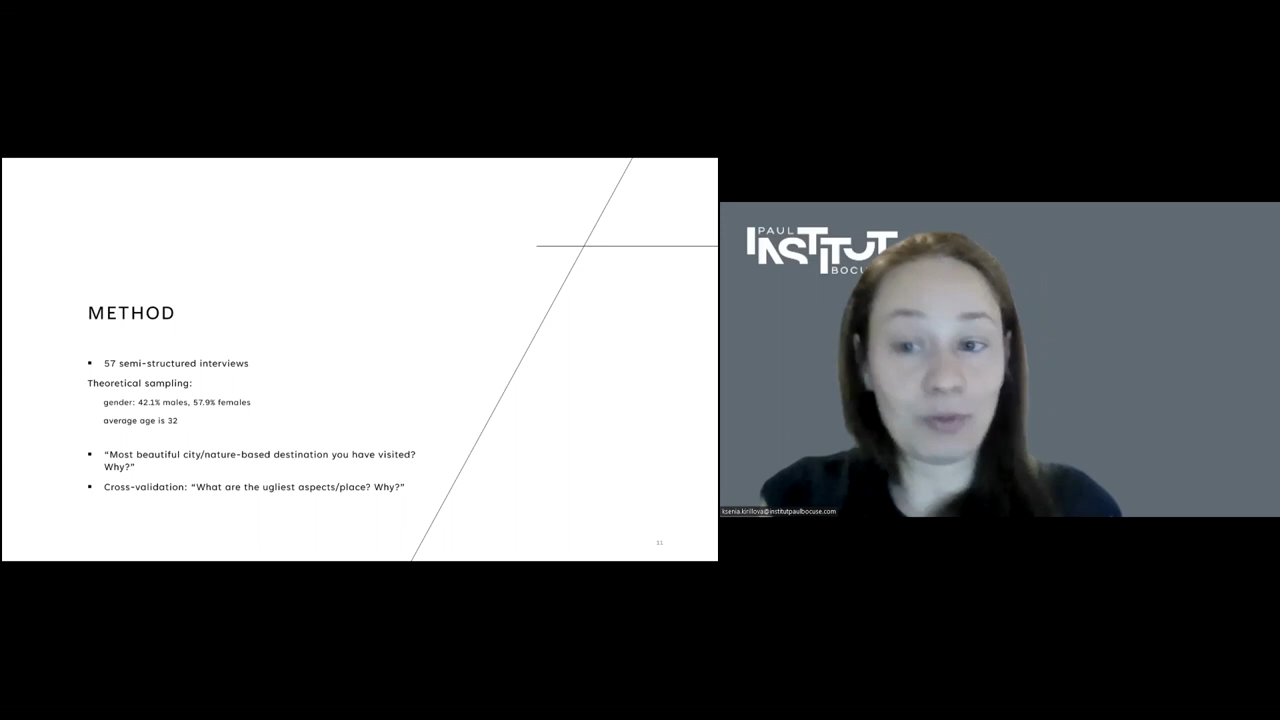 METHOD
▪ 57 semi-structured interviews
Theoretical sampling:
gender: 42.1% males, 57.9% females
average age is 32
▪ “Most beautiful city/nature-based destination you have visited?
Why?”
▪ Cross-validation: “What are the ugliest aspects/place? Why?”
11
PAUL
INSTITUT
BOCU
ksenia.kirillova@institutpaulbocuse.com